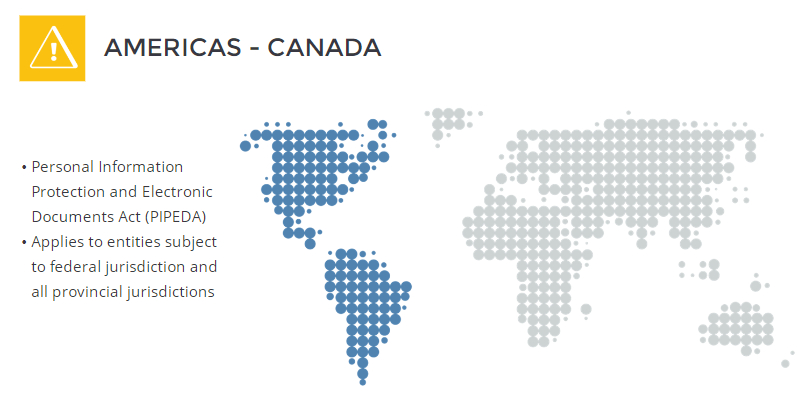 AMERICAS - CANADA
• Personal Information
Protection and Electronic
Documents Act (PIPEDA)
• Applies to entities subject
to federal jurisdiction and
all provincial jurisdictions